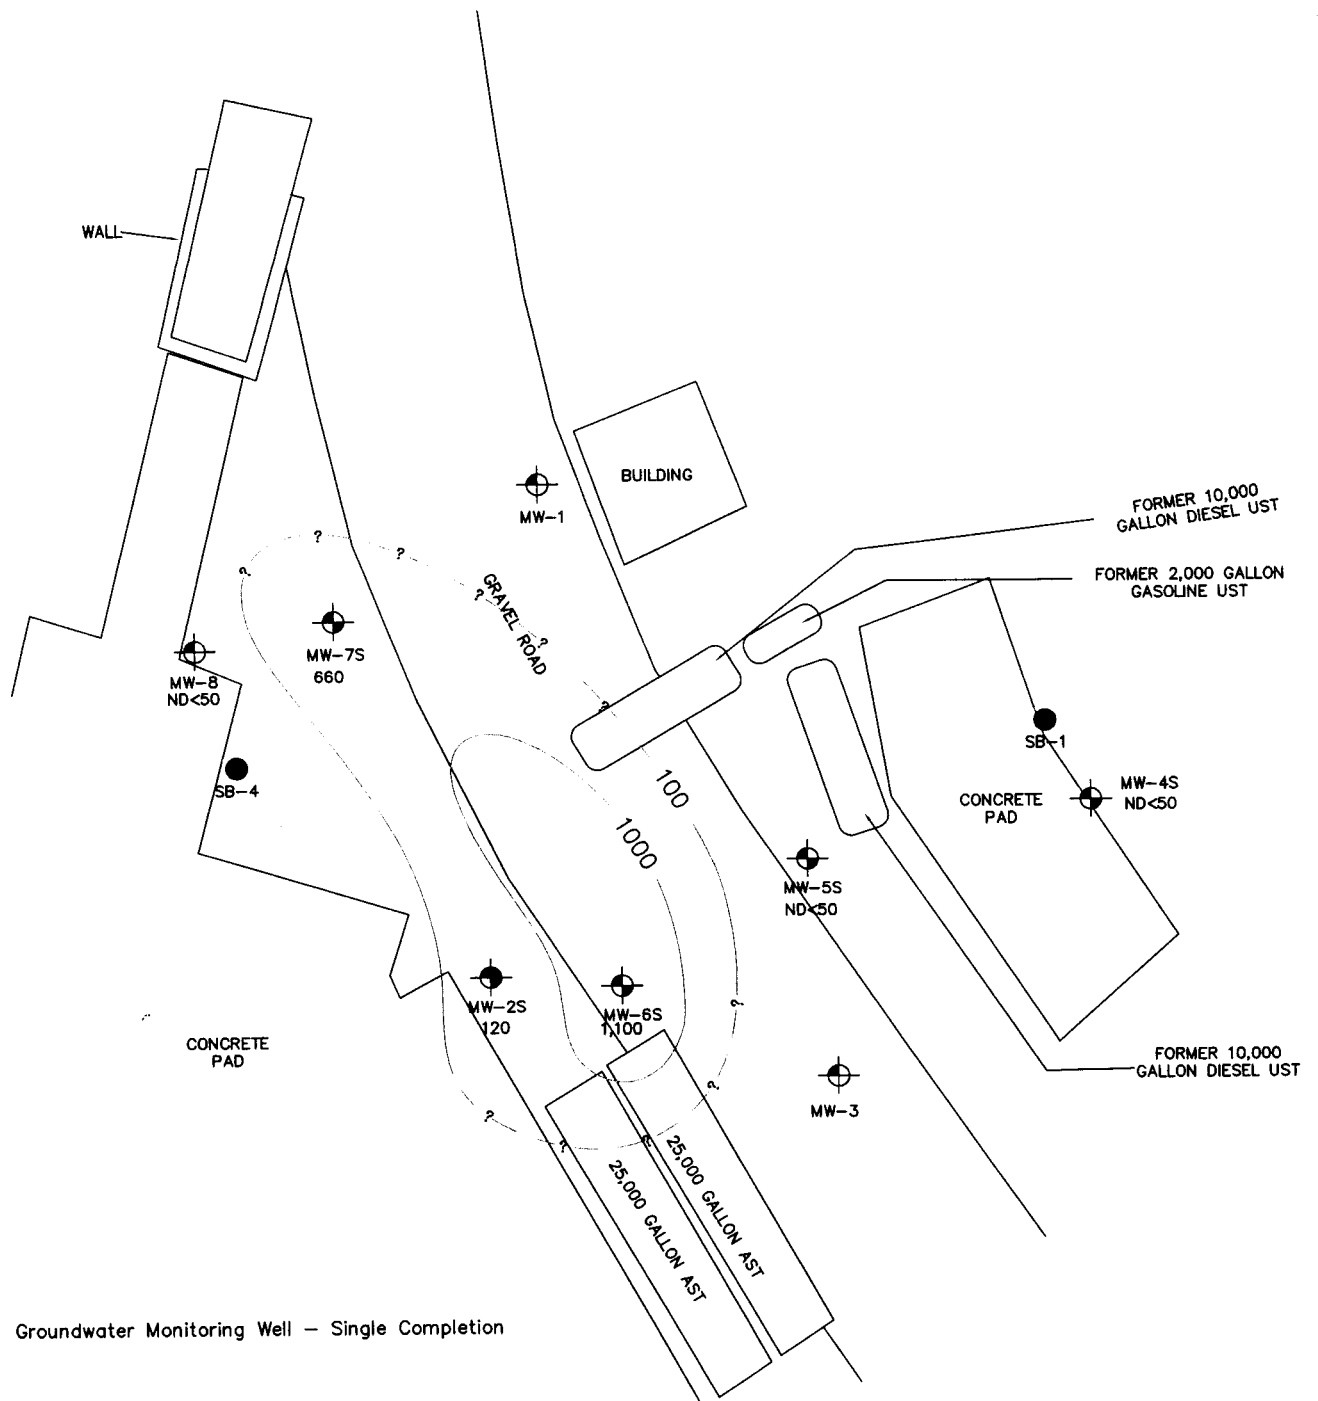 WALL
BUILDING
MW-1
FORMER 10,000
GALLON DIESEL UST
FORMER 2,000 GALLON
GASOLINE UST
?
?
?
?
?
?
GRAVEL ROAD
MW-7S
660
MW-8
ND<50
SB-1
SB-4
100
1000
CONCRETE
PAD
MW-4S
ND<50
MW-5S
ND<50
MW-2S
120
MW-6S
1,100
?
CONCRETE
PAD
FORMER 10,000
GALLON DIESEL UST
MW-3
?
?
?
?
25,000 GALLON AST
25,000 GALLON AST
Groundwater Monitoring Well – Single Completion